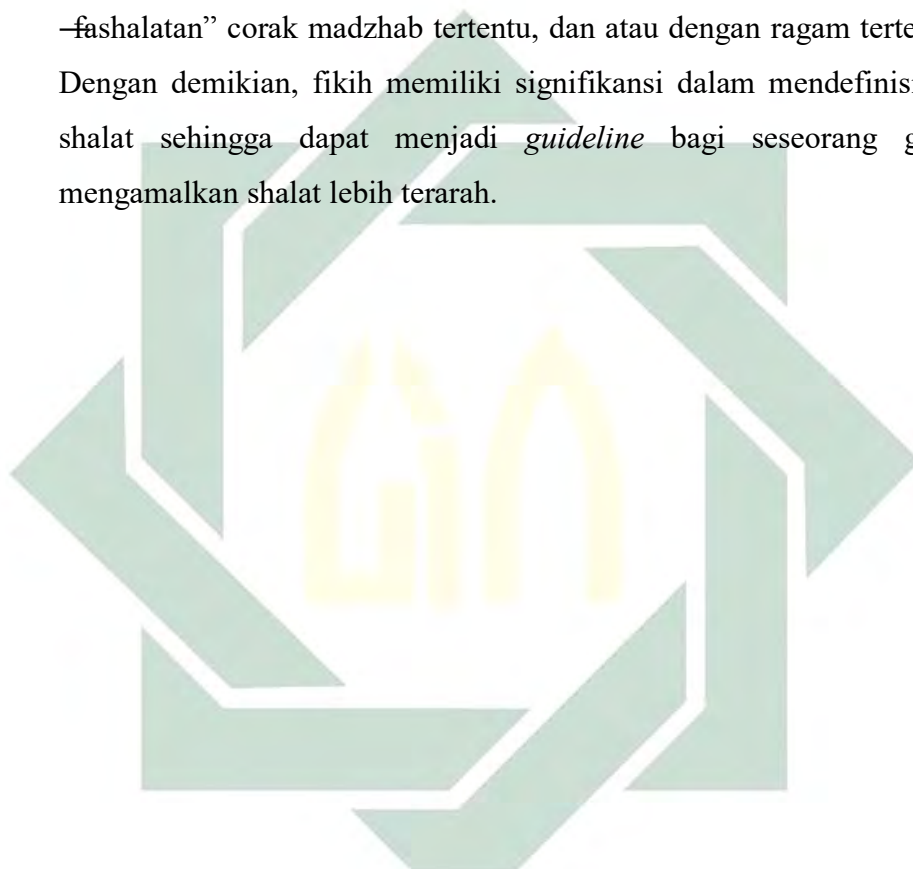 ―fashalatan” corak madzhab tertentu, dan atau dengan ragam terte
Dengan demikian, fikih memiliki signifikansi dalam mendefinisi
shalat sehingga dapat menjadi guideline bagi seseorang g
mengamalkan shalat lebih terarah.